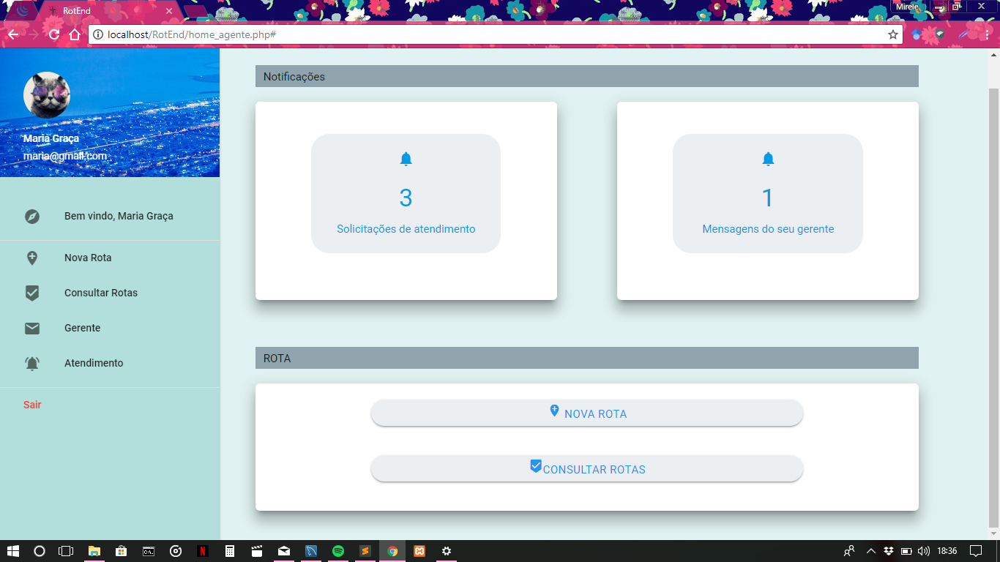 RotEnd
Mirele
localhost/RotEnd/home_agente.php#
Maria Graça
maria@gmail.com
Bem vindo, Maria Graça
Nova Rota
Consultar Rotas
Gerente
Atendimento
Sair
Notificações
3
Solicitações de atendimento
1
Mensagens do seu gerente
ROTA
NOVA ROTA
CONSULTAR ROTAS
18:36